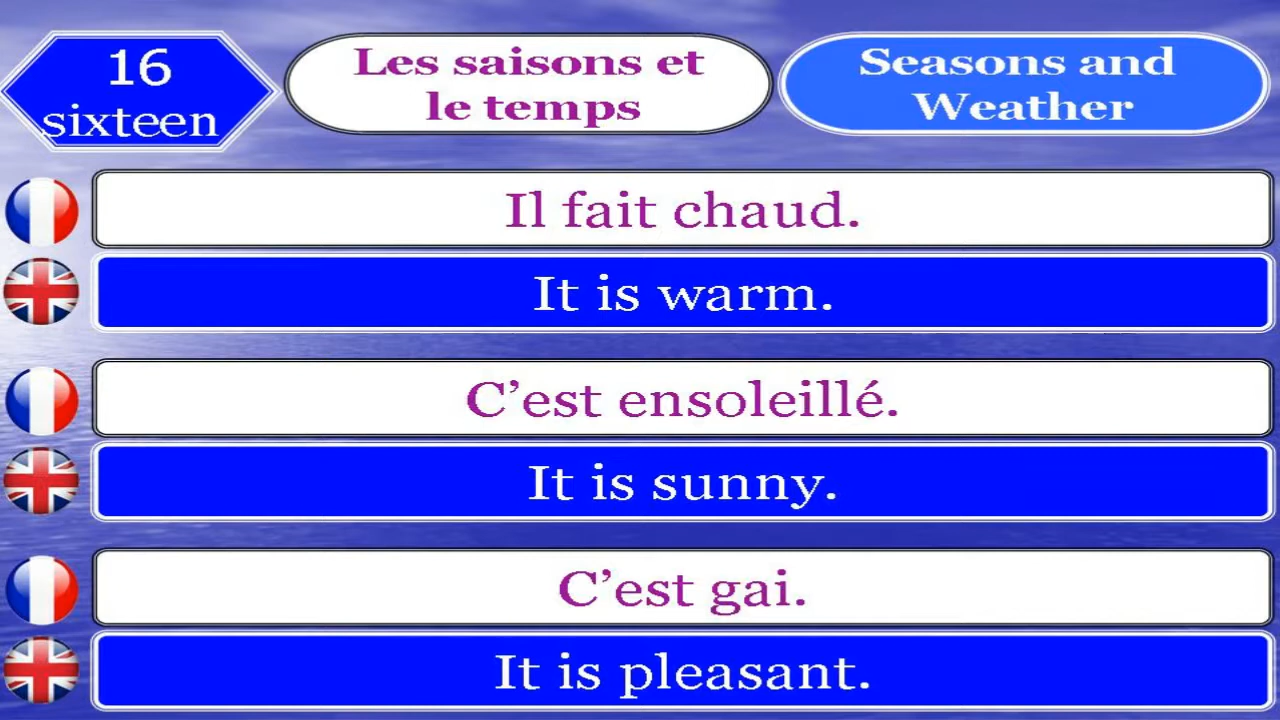 16
sixteen
Les saisons et
le temps
Seasons and
Weather
Il fait chaud.
It is warm.
C’est ensoleillé.
It is sunny.
C’est gai.
It is pleasant.